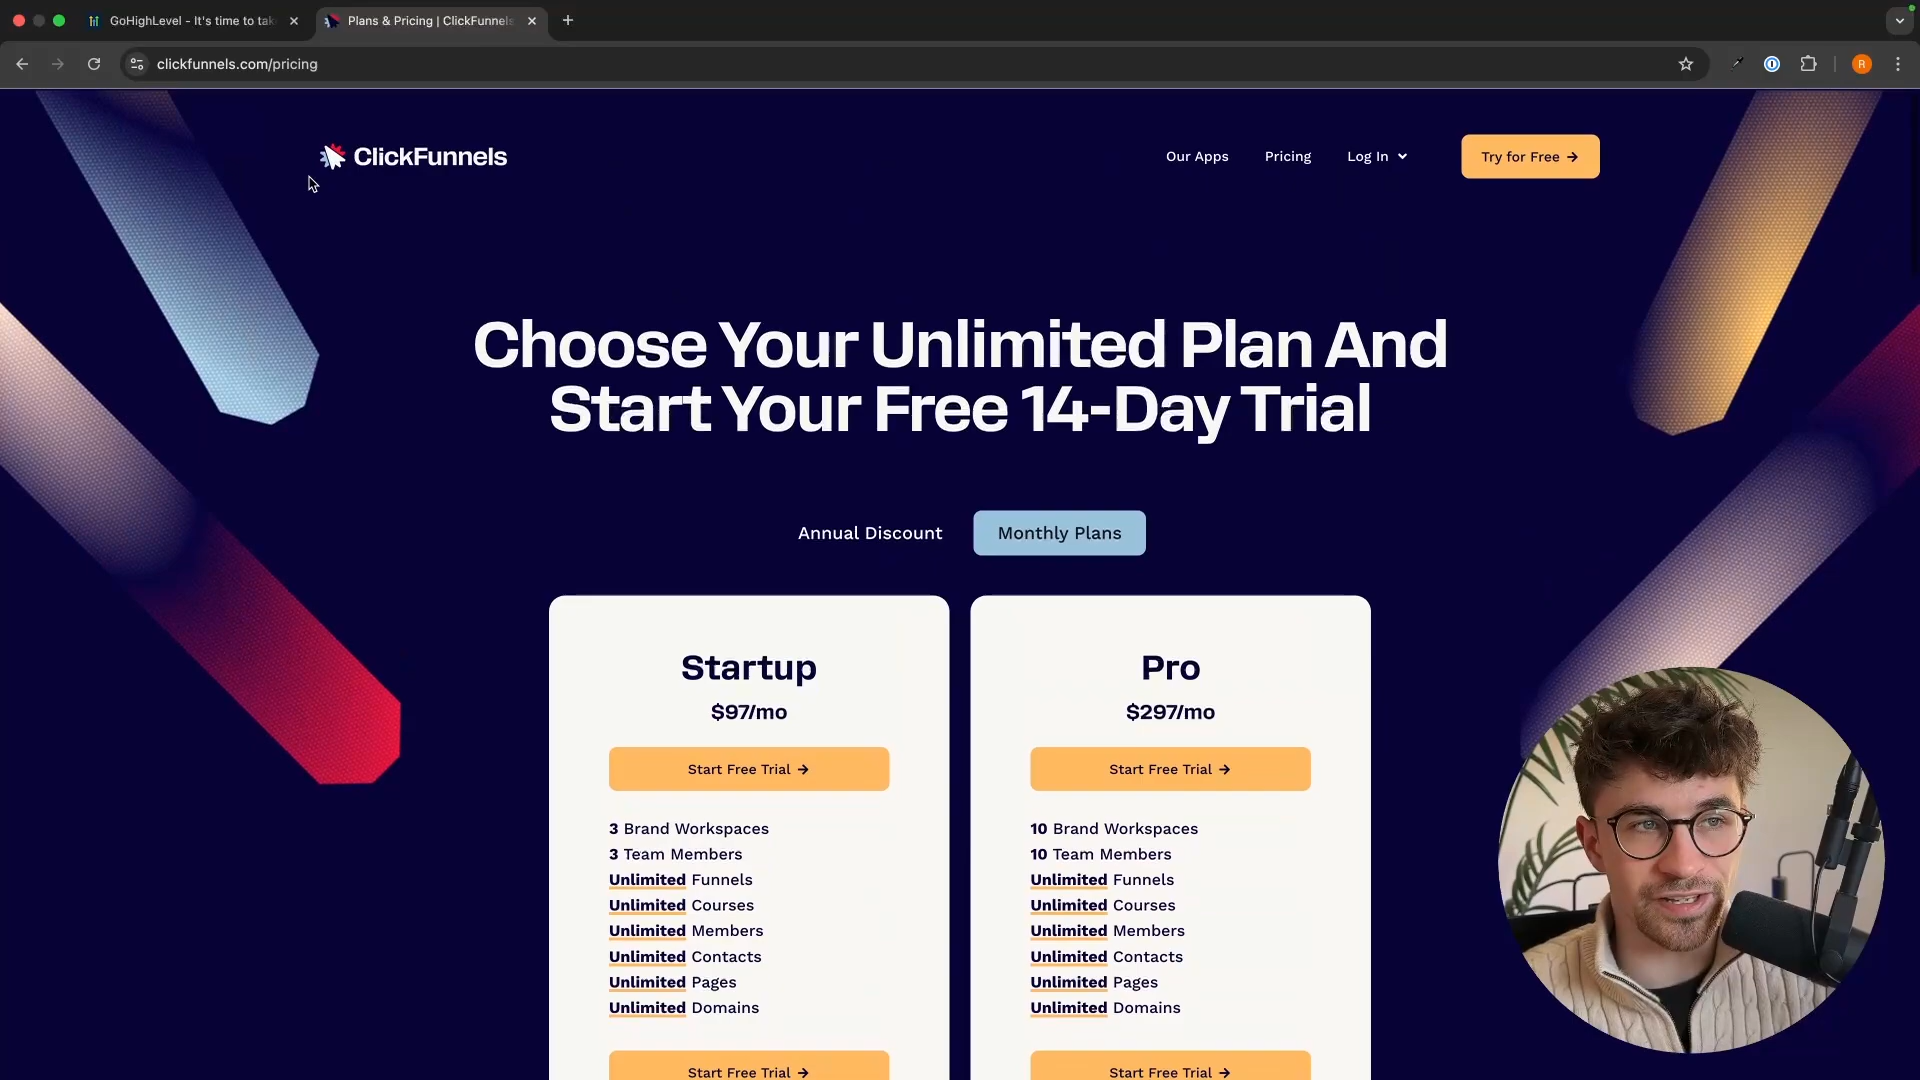 GoHighLevel - It's time to tak
Plans & Pricing | ClickFunnels
clickfunnels.com/pricing
R
ClickFunnels
Our Apps
Pricing
Log In
Try for Free →
Choose Your Unlimited Plan And
Start Your Free 14-Day Trial
Annual Discount
Monthly Plans
Startup
$97/mo
Start Free Trial →
3 Brand Workspaces
3 Team Members
Unlimited Funnels
Unlimited Courses
Unlimited Members
Unlimited Contacts
Unlimited Pages
Unlimited Domains
Start Free Trial →
Pro
$297/mo
Start Free Trial →
10 Brand Workspaces
10 Team Members
Unlimited Funnels
Unlimited Courses
Unlimited Members
Unlimited Contacts
Unlimited Pages
Unlimited Domains
Start Free Trial →